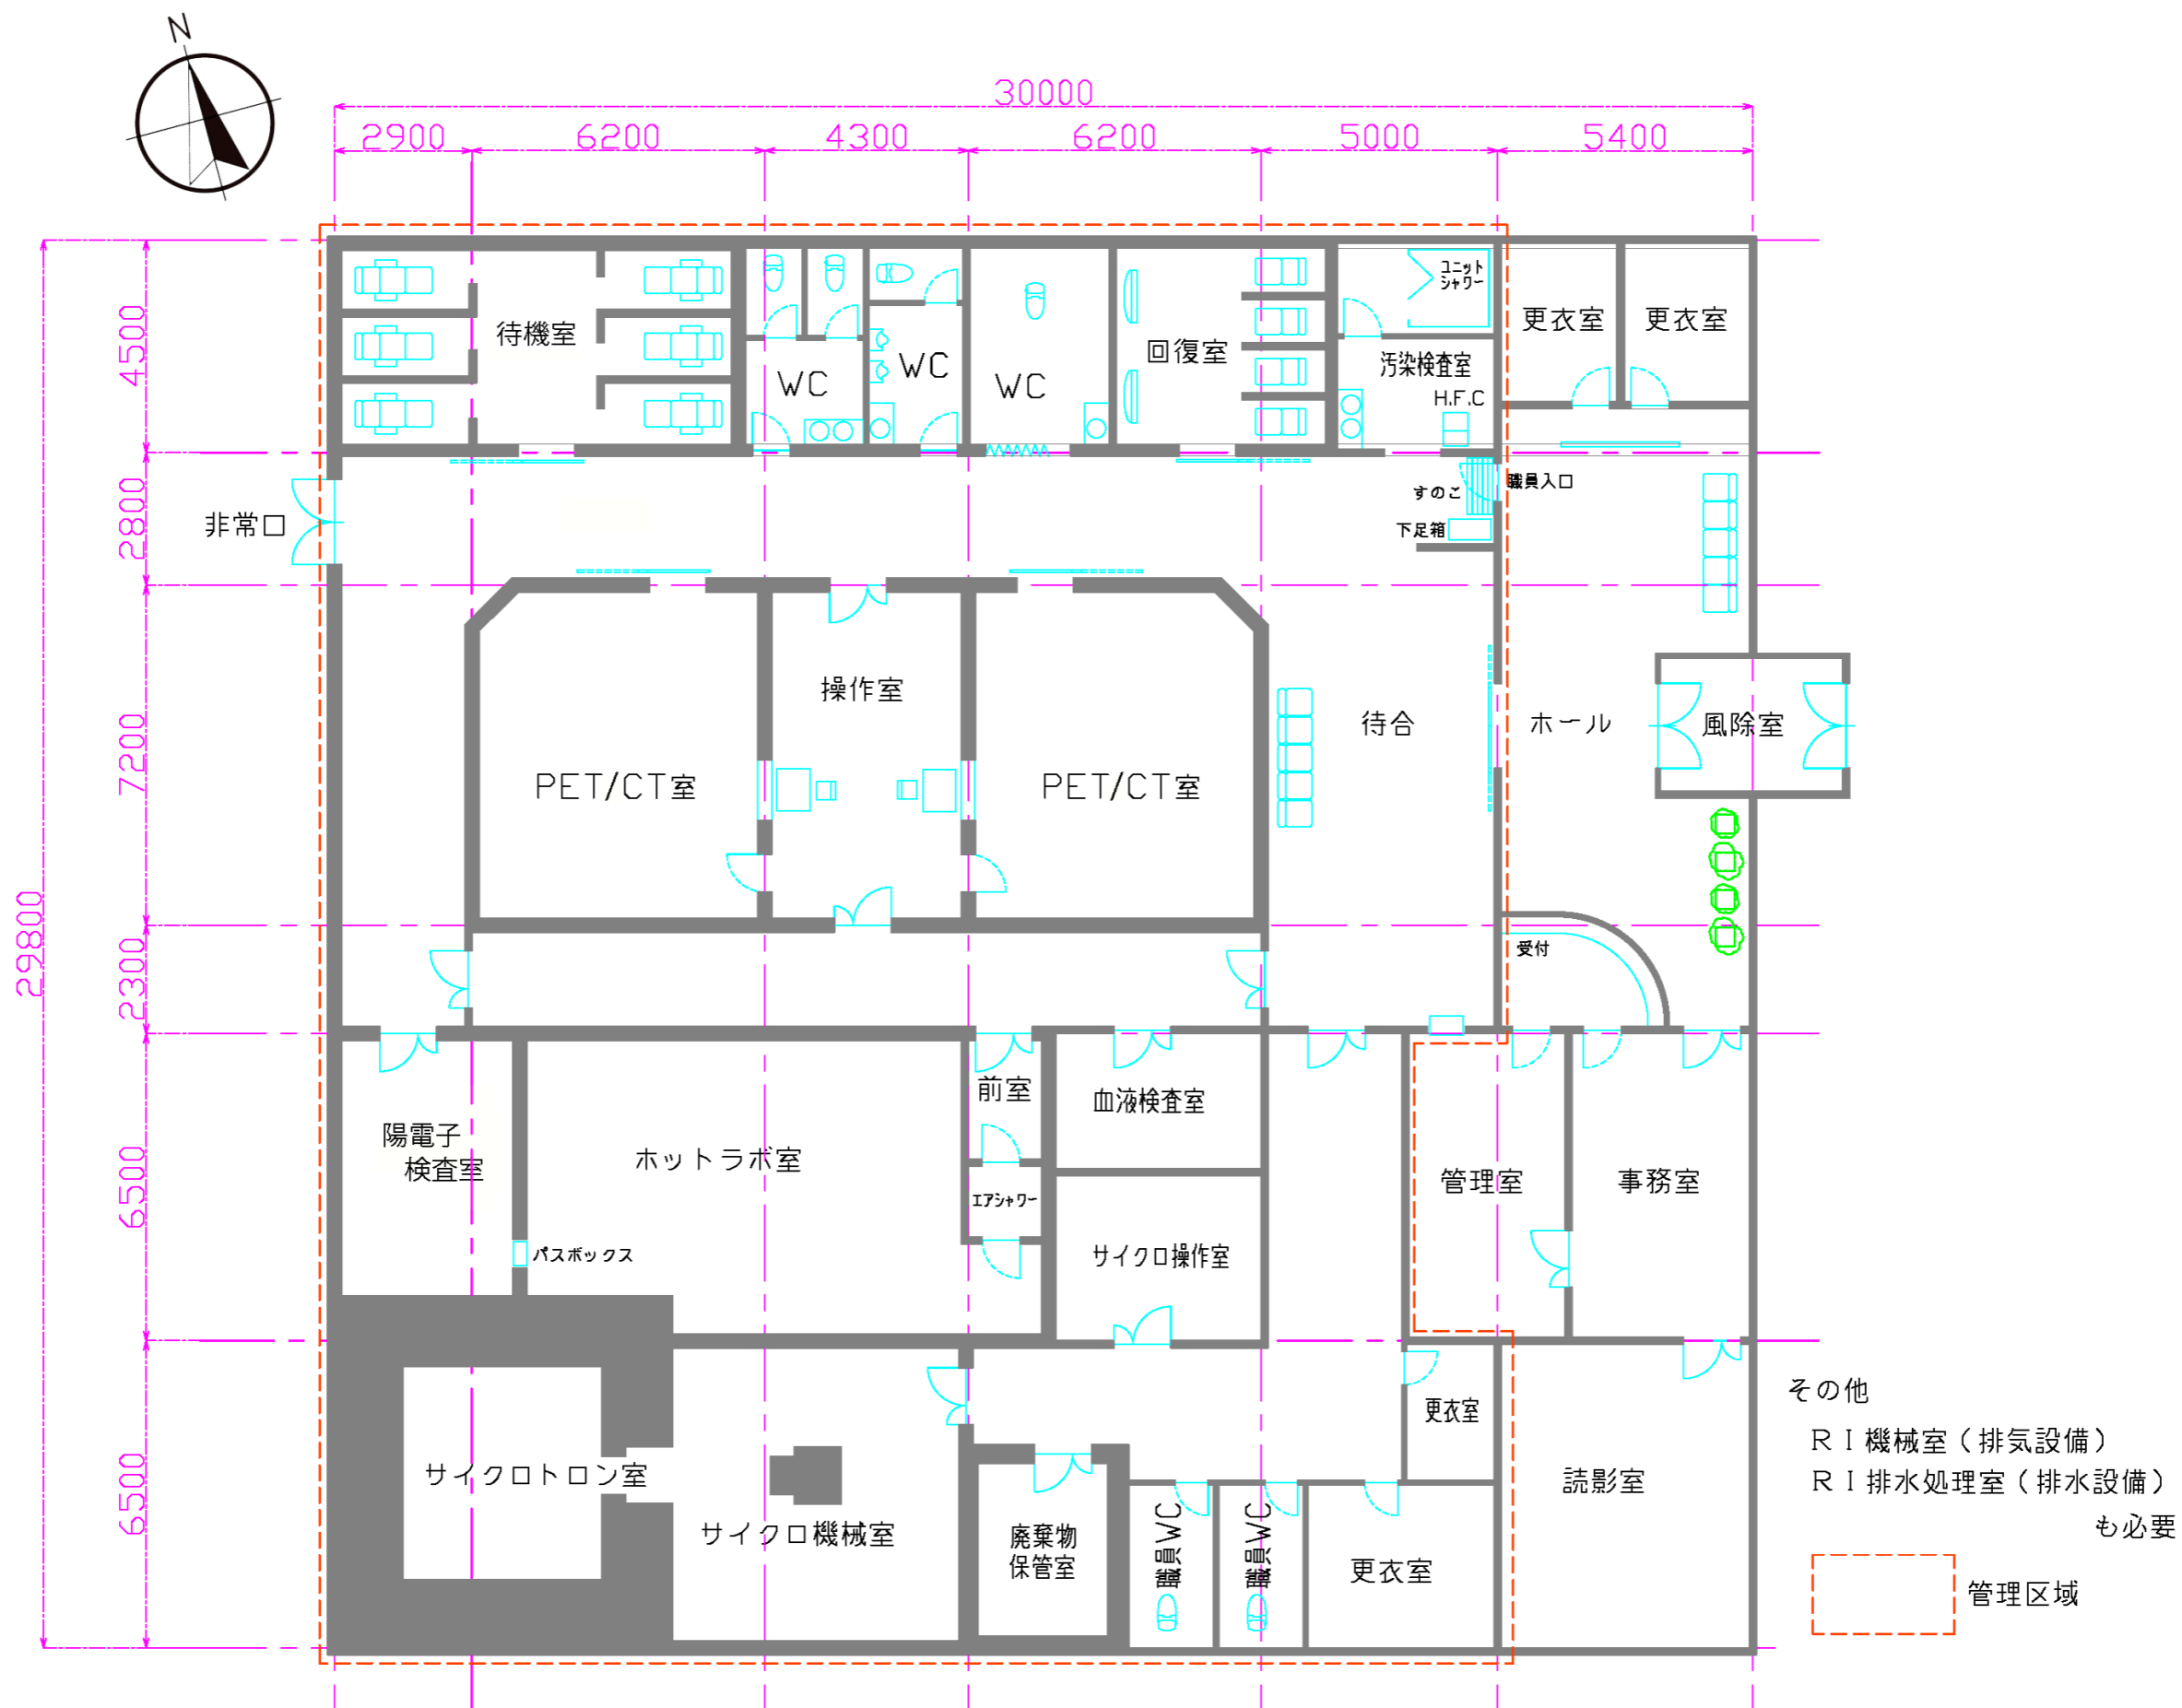 N
30000
2900
6200
4300
6200
5000
5400
29800
4500
2800
7200
2300
6500
6500
待機室
WC
WC
WC
回復室
ユニット
シャワー
汚染検査室
H.F.C
更衣室
更衣室
非常口
すのこ
下足箱
職員入口
操作室
PET/CT室
PET/CT室
待合
ホール
風除室
受付
陽電子
検査室
ホットラボ室
パスボックス
前室
エアシャワー
血液検査室
サイクロ操作室
管理室
事務室
サイクロトロン室
サイクロ機械室
廃棄物
保管室
職員WC
職員WC
更衣室
更衣室
読影室
その他
RI機械室(排気設備)
RI排水処理室(排水設備)
も必要
管理区域